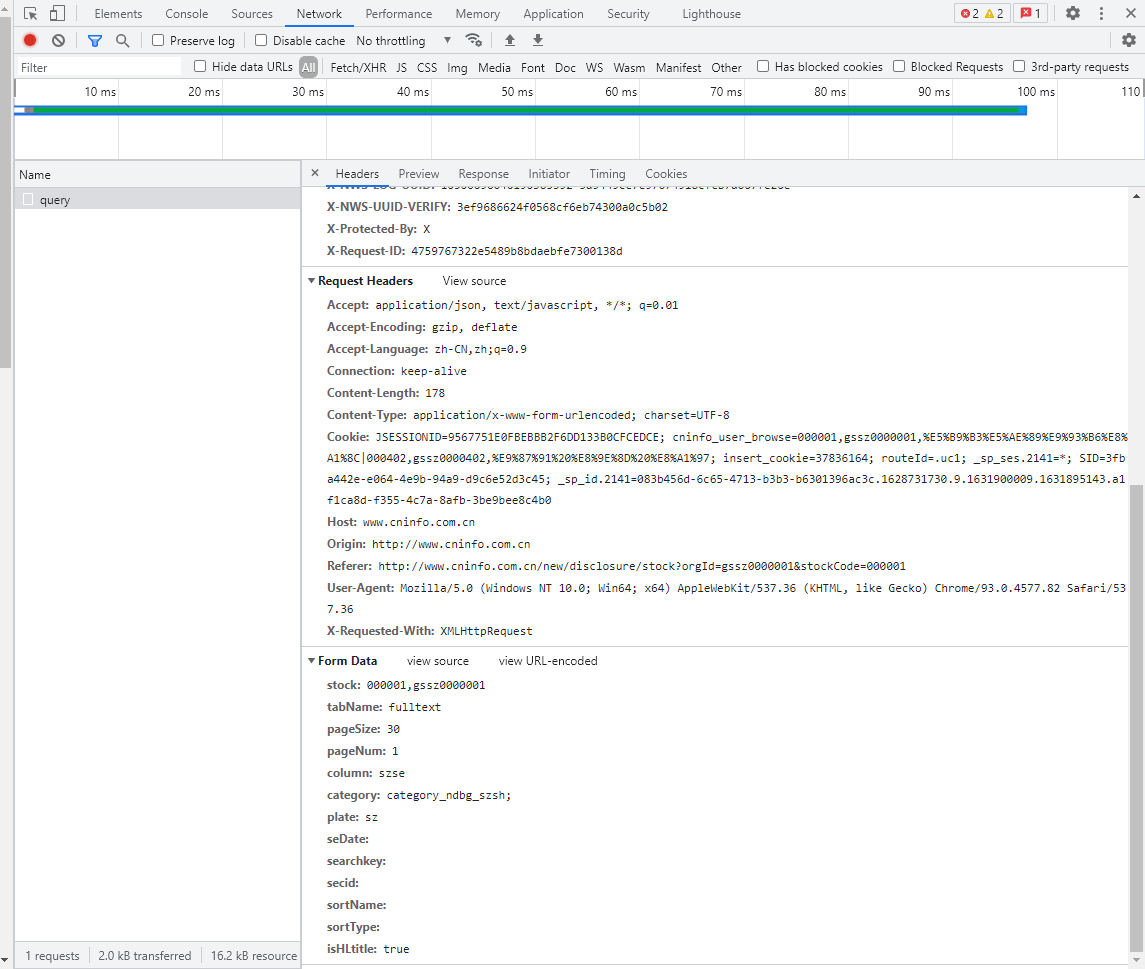 Elements Console Sources Network Performance Memory Application Security Lighthouse 2 2 1
Preserve log Disable cache No throttling
Filter Hide data URLs All Fetch/XHR JS CSS Img Media Font Doc WS Wasm Manifest Other Has blocked cookies Blocked Requests 3rd-party requests
10 ms 20 ms 30 ms 40 ms 50 ms 60 ms 70 ms 80 ms 90 ms 100 ms 110
Name
query
1 requests 2.0 kB transferred 16.2 kB resource
Headers Preview Response Initiator Timing Cookies
X-NWS-UUID-VERIFY: 3ef9686624f0568cf6eb74300a0c5b02
X-Protected-By: X
X-Request-ID: 4759767322e5489b8bdaebfe7300138d
Request Headers View source
Accept: application/json, text/javascript, */*; q=0.01
Accept-Encoding: gzip, deflate
Accept-Language: zh-CN,zh;q=0.9
Connection: keep-alive
Content-Length: 178
Content-Type: application/x-www-form-urlencoded; charset=UTF-8
Cookie: JSESSIONID=9567751E0FBEBBB2F6DD133B0CFCEDCE; cninfo_user_browse=000001,gssz0000001,%E5%B9%B3%E5%AE%89%E9%93%B6%E8%
A1%8C|000402,gssz0000402,%E9%87%91%20%E8%9E%8D%20%E8%A1%97; insert_cookie=37836164; routeId=.uc1; _sp_ses.2141=*; SID=3fb
a442e-e064-4e9b-94a9-d9c6e52d3c45; _sp_id.2141=083b456d-6c65-4713-b3b3-b6301396ac3c.1628731730.9.1631900009.1631895143.a1
f1ca8d-f355-4c7a-8afb-3be9bee8c4b0
Host: www.cninfo.com.cn
Origin: http://www.cninfo.com.cn
Referer: http://www.cninfo.com.cn/new/disclosure/stock?orgId=gssz0000001&stockCode=000001
User-Agent: Mozilla/5.0 (Windows NT 10.0; Win64; x64) AppleWebKit/537.36 (KHTML, like Gecko) Chrome/93.0.4577.82 Safari/53
7.36
X-Requested-With: XMLHttpRequest
Form Data view source view URL-encoded
stock: 000001,gssz0000001
tabName: fulltext
pageSize: 30
pageNum: 1
column: szse
category: category_ndbg_szsh;
plate: sz
seDate:
searchkey:
secid:
sortName:
sortType:
isHLtitle: true